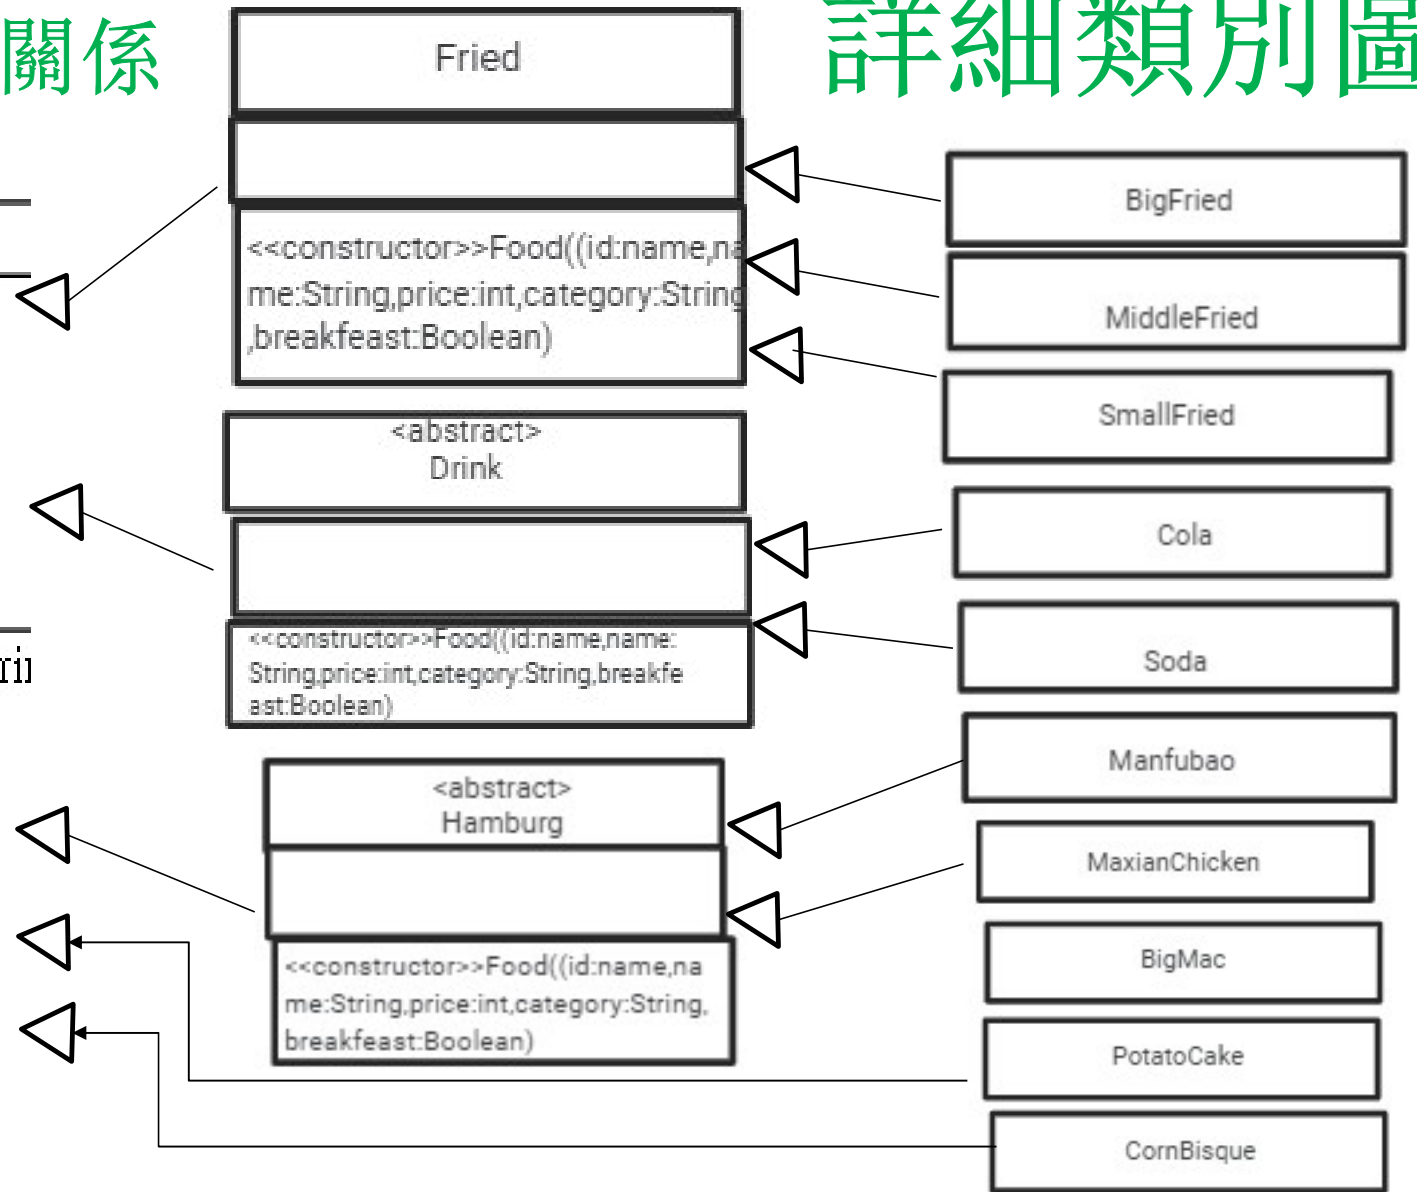 關係
詳細類別圖
Fried
<<constructor>>Food((id:name,na
me:String,price:int,category:String
,breakfeast:Boolean)
<abstract>
Drink
<<constructor>>Food((id:name,name:
String,price:int,category:String,breakfe
ast:Boolean)
<abstract>
Hamburg
<<constructor>>Food((id:name,na
me:String,price:int,category:String,
breakfeast:Boolean)
BigFried
MiddleFried
SmallFried
Cola
Soda
Manfubao
MaxianChicken
BigMac
PotatoCake
CornBisque